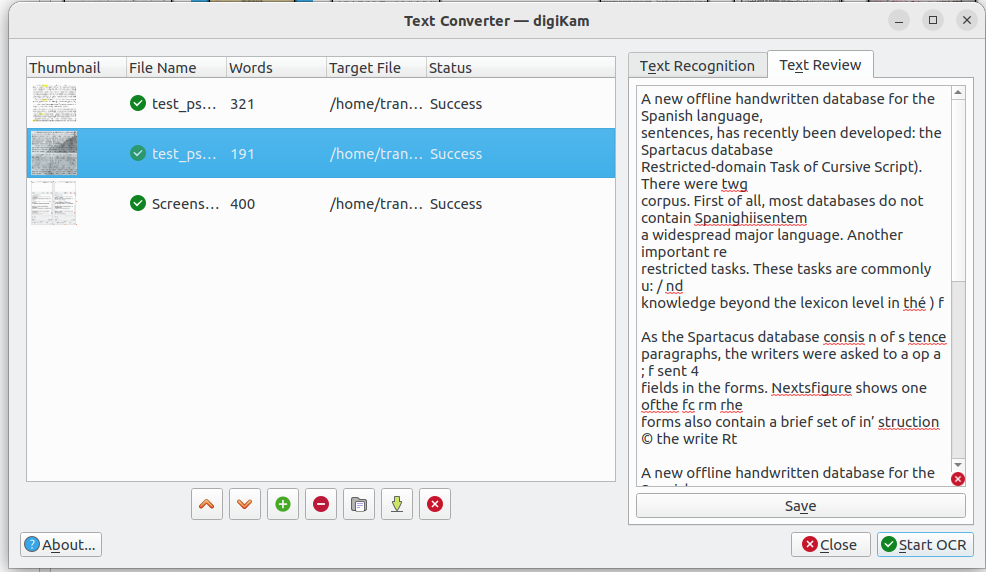 Text Converter — digiKam
Thumbnail File Name Words Target File Status
test_ps... 321 /home/tran... Success
test_ps... 191 /home/tran... Success
Screens... 400 /home/tran... Success
Text Recognition Text Review
A new offline handwritten database for the
Spanish language,
sentences, has recently been developed: the
Spartacus database
Restricted-domain Task of Cursive Script).
There were twg
corpus. First of all, most databases do not
contain Spanighiisentem
a widespread major language. Another
important re
restricted tasks. These tasks are commonly
u: / nd
knowledge beyond the lexicon level in thé ) f
As the Spartacus database consis n of s tence
paragraphs, the writers were asked to a op a
; f sent 4
fields in the forms. Nextsfigure shows one
ofthe fc rm rhe
forms also contain a brief set of in’ struction
© the write Rt
A new offline handwritten database for the
Save
About...
Close
Start OCR